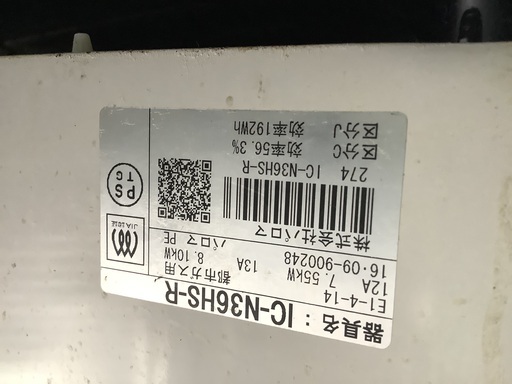 器具名: IC-N36HS-R
E1-4-14
都市ガス用
12A 7.55kW
13A 8.10kW
16·09-900248
パロマ PE
株式会社パロマ
274 IC-N36HS-R
区分C 効率56.3%
区分J 効率192Wh
JIA
PS
TG